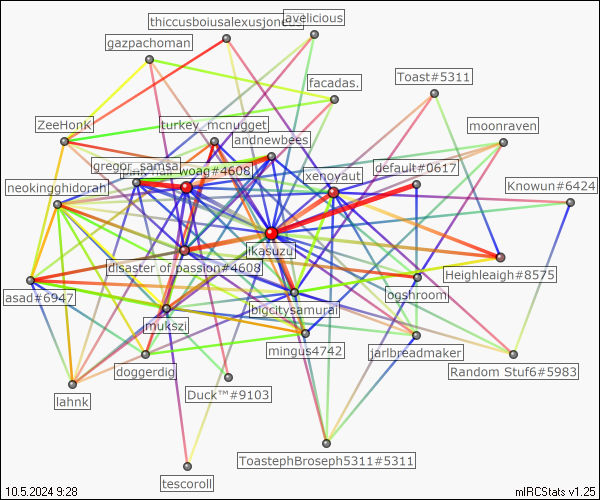 thiccusboiusalexusjones
avelicious
gazpachoman
facadas.
Toast#5311
ZeeHonK
turkey_mcnugget
moonraven
andnewbees
gregor_samsa
woag#4608
xenoyaut
default#0617
neokingghidorah
Knowun#6424
ikasuzu
disaster of passion#4608
Heighleaigh#8575
asad#6947
ogshroom
bigcitysamurai
mukszi
mingus4742
jarlbreadmaker
doggerdig
Random Stuf6#5983
lahnk
Duck™#9103
ToastephBroseph5311#5311
tescoroll
10.5.2024 9:28
mIRCStats v1.25